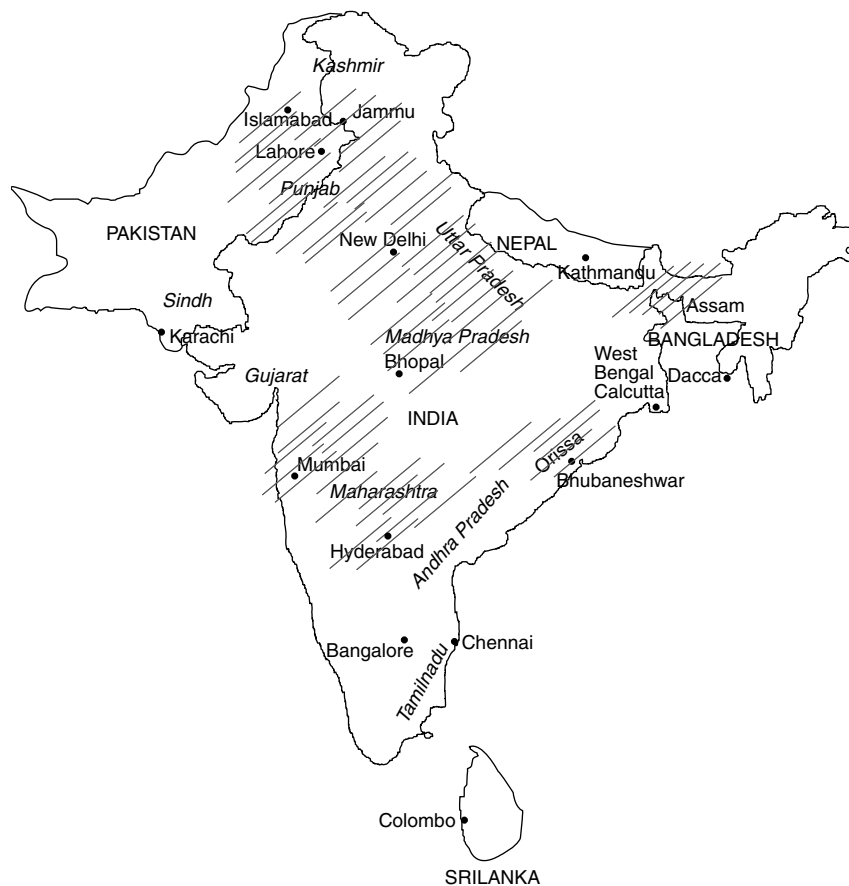 Kashmir
Islamabad
Jammu
Lahore
Punjab
PAKISTAN
New Delhi
Uttar Pradesh
NEPAL
Kathmandu
Sindh
Karachi
Assam
Madhya Pradesh
BANGLADESH
Bhopal
West
Bengal
Calcutta
Dacca
Gujarat
INDIA
Mumbai
Orissa
Maharashtra
Bhubaneshwar
Hyderabad
Andhra Pradesh
Bangalore
Chennai
Tamilnadu
Colombo
SRILANKA